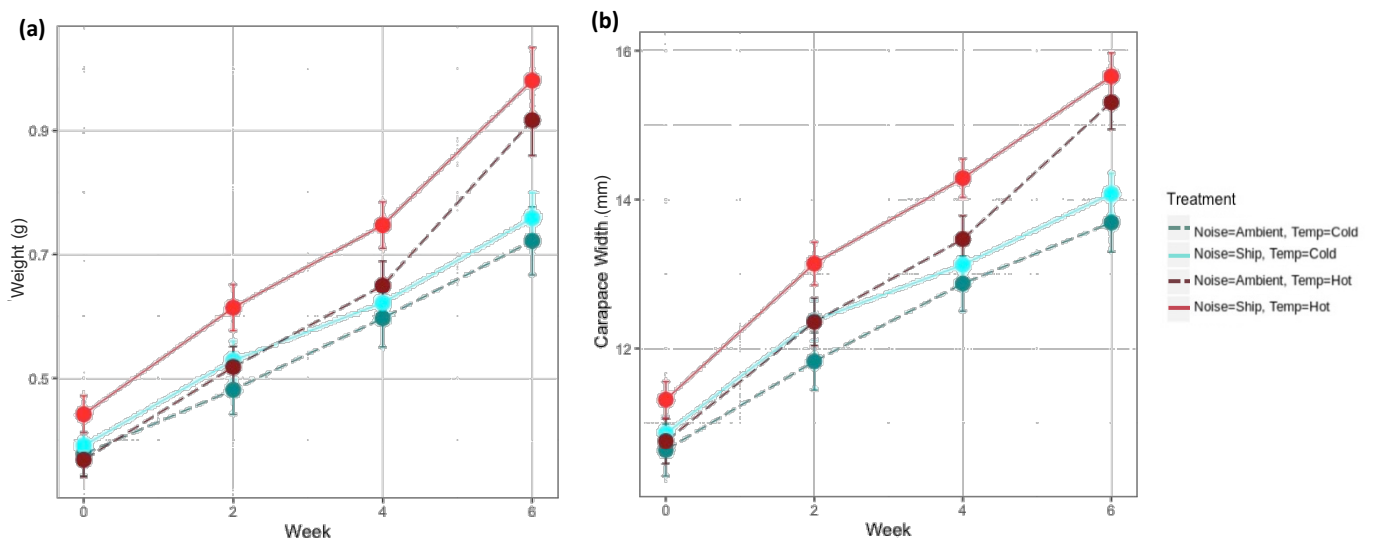 (a)
0.9
0.7
0.5
Weight (g)
0
2
4
6
Week
(b)
16
14
12
Carapace Width (mm)
0
2
4
6
Week
Treatment
Noise=Ambient, Temp=Cold
Noise=Ship, Temp=Cold
Noise=Ambient, Temp=Hot
Noise=Ship, Temp=Hot